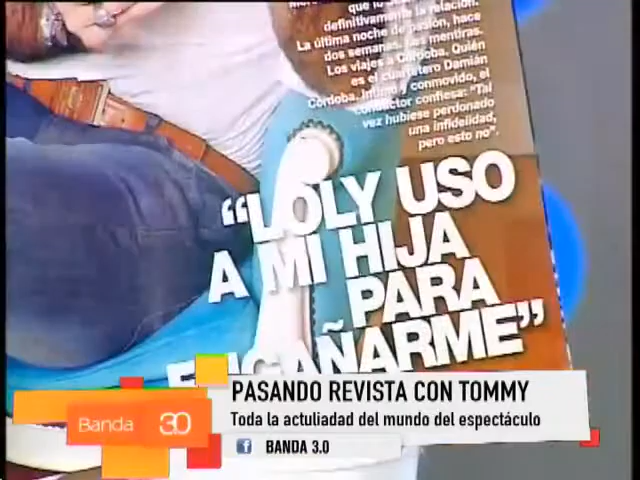 definitivamente la relación.
La última noche de pasión, hace
dos semanas. Las mentiras.
Los viajes a Córdoba. Quién
es el cuartetero Damián
Córdoba. Íntimo y conmovido, el
conductor confiesa: "Tal
vez hubiese perdonado
una infidelidad,
pero esto no".
"LOLY USO
A MI HIJA
PARA
ENGAÑARME"
PASANDO REVISTA CON TOMMY
Toda la actuliadad del mundo del espectáculo
Banda 3.0
f BANDA 3.0